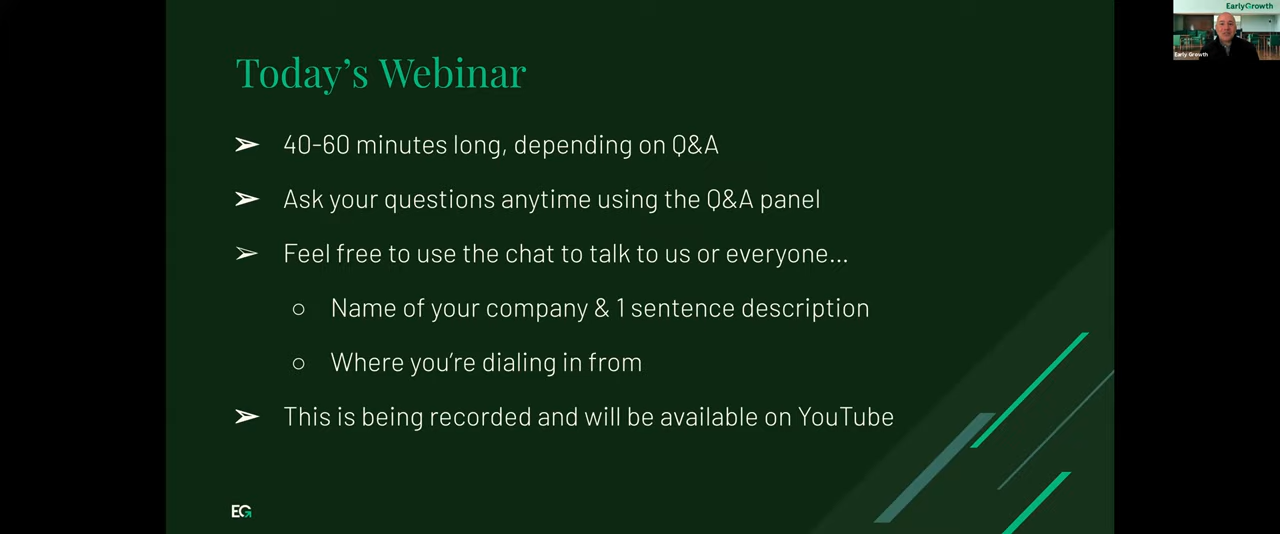 Today's Webinar
➢ 40-60 minutes long, depending on Q&A
➢ Ask your questions anytime using the Q&A panel
➢ Feel free to use the chat to talk to us or everyone...
○ Name of your company & 1 sentence description
○ Where you're dialing in from
➢ This is being recorded and will be available on YouTube
EG
EarlyGrowth
Early Growth